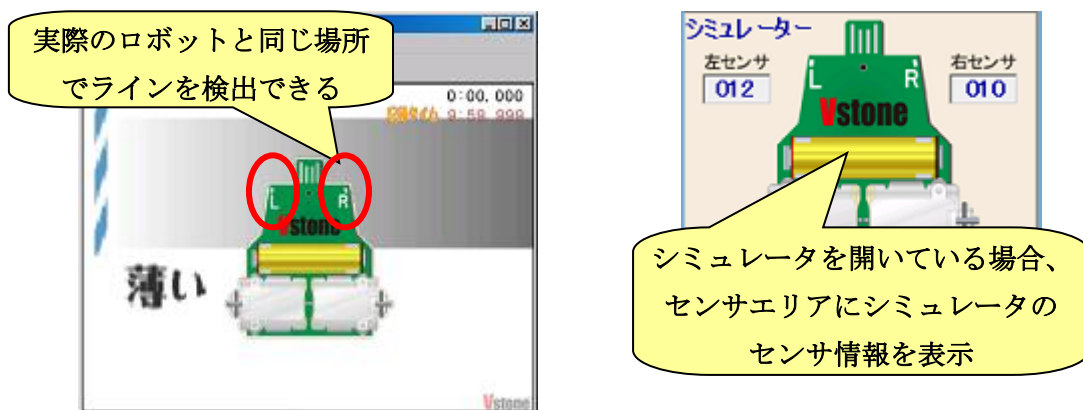 実際のロボットと同じ場所
でラインを検出できる
0:00.000
9:58.998
L
R
Vstone
薄い
Vstone
シミュレーター
左センサ
012
L
R
右センサ
010
Vstone
シミュレータを開いている場合、
センサエリアにシミュレータの
センサ情報を表示